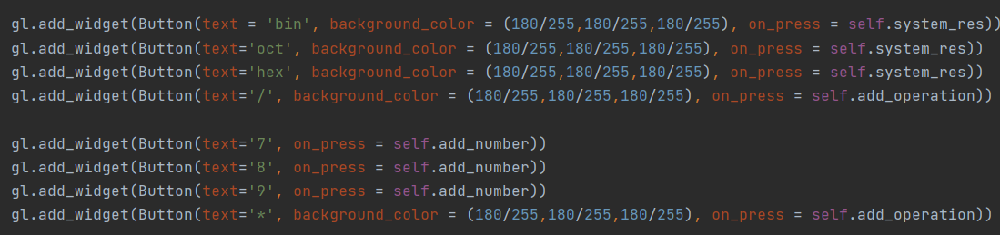 gl.add_widget(Button(text = 'bin', background_color = (180/255,180/255,180/255), on_press = self.system_res))
gl.add_widget(Button(text='oct', background_color = (180/255,180/255,180/255), on_press = self.system_res))
gl.add_widget(Button(text='hex', background_color = (180/255,180/255,180/255), on_press = self.system_res))
gl.add_widget(Button(text='/', background_color = (180/255,180/255,180/255), on_press = self.add_operation))
gl.add_widget(Button(text='7', on_press = self.add_number))
gl.add_widget(Button(text='8', on_press = self.add_number))
gl.add_widget(Button(text='9', on_press = self.add_number))
gl.add_widget(Button(text='*', background_color = (180/255,180/255,180/255), on_press = self.add_operation))